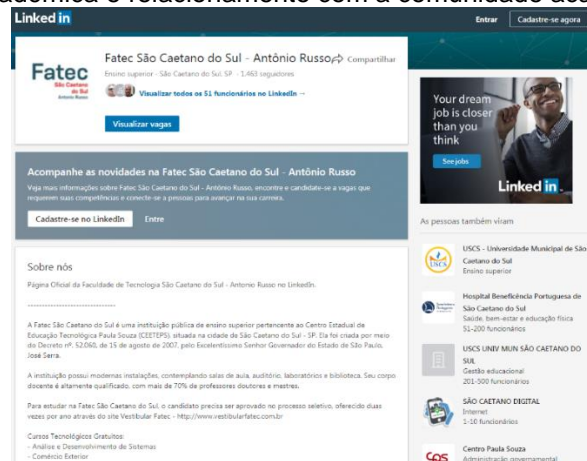 Linked in
Entrar
Cadastre-se agora
Fatec
São Caetano
do Sul
Antonio Russo
Fatec São Caetano do Sul - Antônio Russo
Compartilhar
Ensino superior - São Caetano do Sul, SP - 1.463 seguidores
Visualizar todos os 51 funcionários no LinkedIn →
Visualizar vagas
Acompanhe as novidades na Fatec São Caetano do Sul - Antônio Russo
Veja mais informações sobre Fatec São Caetano do Sul - Antônio Russo, encontre e candidate-se a vagas que
requerem suas competências e conecte-se a pessoas para avançar na sua carreira.
Cadastre-se no LinkedIn
Entre
Sobre nós
Página Oficial da Faculdade de Tecnologia São Caetano do Sul - Antonio Russo no LinkedIn.
------------------------------
A Fatec São Caetano do Sul é uma instituição pública de ensino superior pertencente ao Centro Estadual de
Educação Tecnológica Paula Souza (CEETEPS), situada na cidade de São Caetano do Sul - SP. Ela foi criada por meio
do Decreto nº. 52.060, de 15 de agosto de 2007, pelo Excelentíssimo Senhor Governador do Estado de São Paulo,
José Serra.
A instituição possui modernas instalações, contemplando salas de aula, auditório, laboratórios e biblioteca. Seu corpo
docente é altamente qualificado, com mais de 70% de professores doutores e mestres.
Para estudar na Fatec São Caetano do Sul, o candidato precisa ser aprovado no processo seletivo, oferecido duas
vezes por ano através do site Vestibular Fatec - http://www.vestibularfatec.com.br
Cursos Tecnológicos Gratuitos:
- Análise e Desenvolvimento de Sistemas
- Comércio Exterior
Your dream
job is closer
than you
think
See jobs
Linked in
As pessoas também viram
USCS
USCS - Universidade Municipal de São
Caetano do Sul
Ensino superior
Hospital Beneficência Portuguesa de
São Caetano do Sul
Saúde, bem-estar e educação física
51-200 funcionários
USCS UNIV MUN SÃO CAETANO DO
SUL
Gestão educacional
201-500 funcionários
SÃO CAETANO DIGITAL
Internet
1-10 funcionários
Centro Paula Souza
Administração governamental